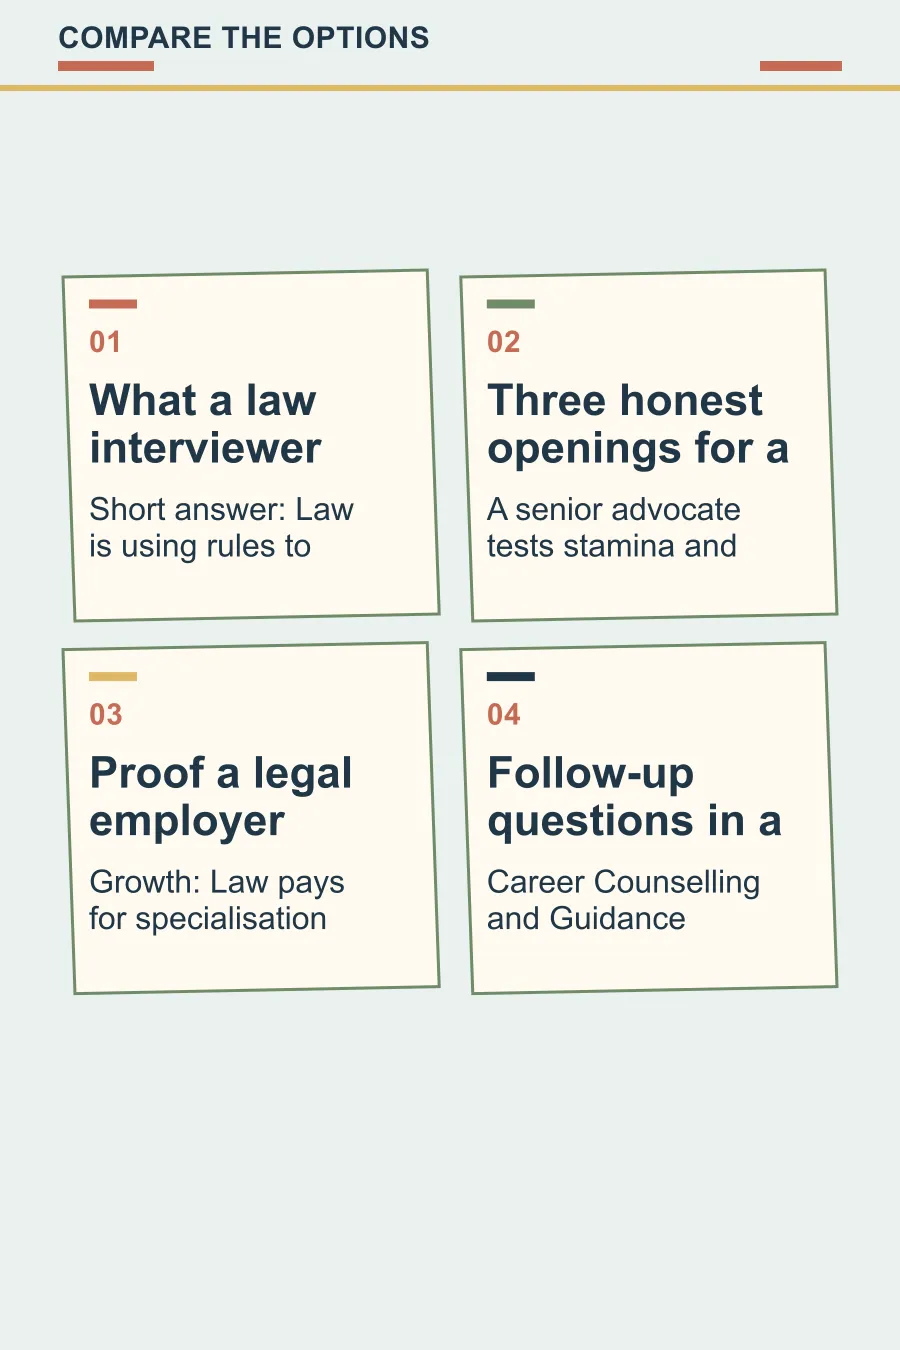 COMPARE THE OPTIONS
01
What a law
interviewer
Short answer: Law
is using rules to
02
Three honest
openings for a
A senior advocate
tests stamina and
03
Proof a legal
employer
Growth: Law pays
for specialisation
04
Follow-up
questions in a
Career Counselling
and Guidance